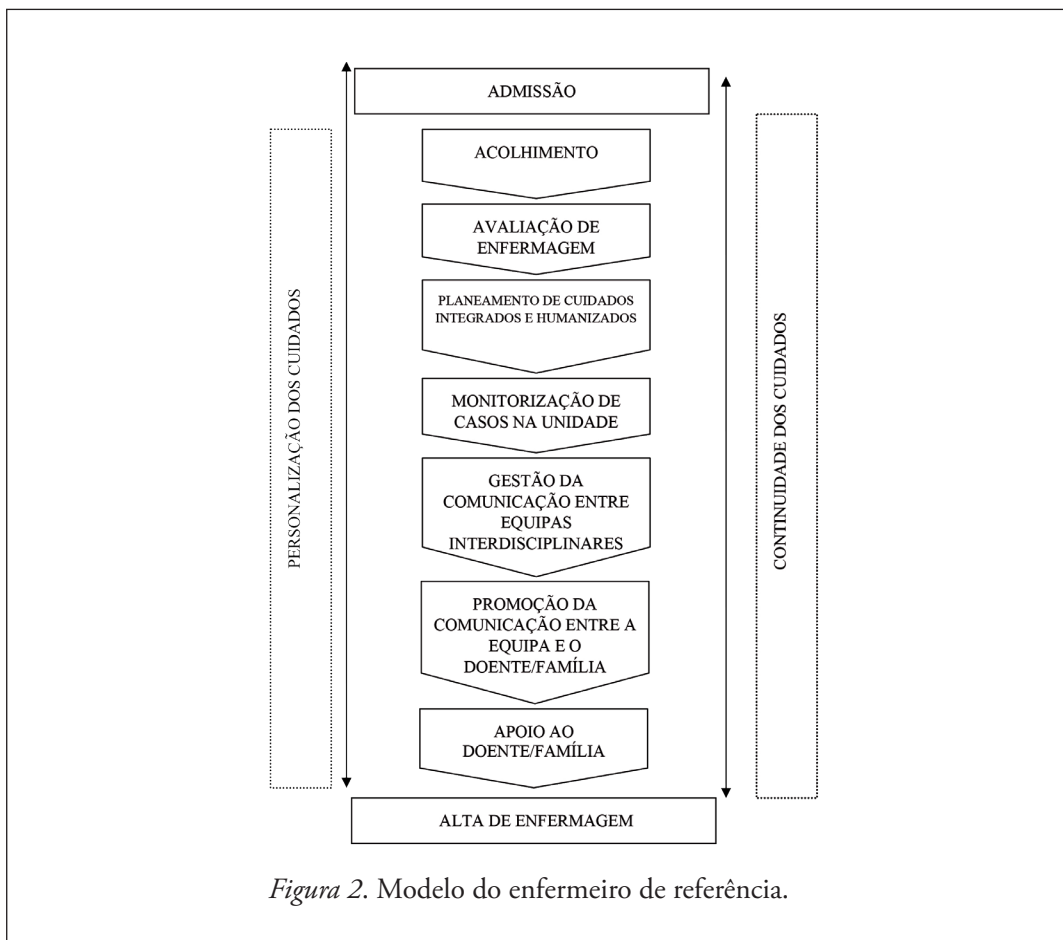 ADMISSÃO
ACOLHIMENTO
AVALIAÇÃO DE
ENFERMAGEM
PLANEAMENTO DE CUIDADOS
INTEGRADOS E HUMANIZADOS
MONITORIZAÇÃO DE
CASOS NA UNIDADE
GESTÃO DA
COMUNICAÇÃO ENTRE
EQUIPAS
INTERDISCIPLINARES
PROMOÇÃO DA
COMUNICAÇÃO ENTRE A
EQUIPA E O
DOENTE/FAMÍLIA
APOIO AO
DOENTE/FAMÍLIA
ALTA DE ENFERMAGEM
PERSONALIZAÇÃO DOS CUIDADOS
CONTINUIDADE DOS CUIDADOS
Figura 2. Modelo do enfermeiro de referência.